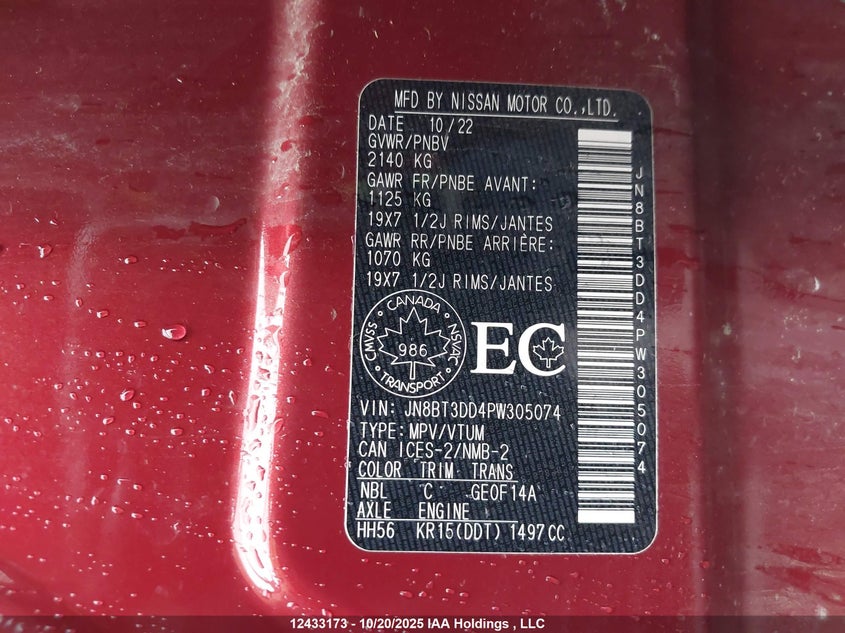 MFD BY NISSAN MOTOR CO.,LTD.
DATE 10/22
GVWR/PNBV
2140 KG
GAWR FR/PNBE AVANT:
1125 KG
19X7 1/2J RIMS/JANTES
GAWR RR/PNBE ARRIÈRE:
1070 KG
19X7 1/2J RIMS/JANTES
CANADA
CMVSS
NSVAC
986
TRANSPORT
EC
VIN: JN8BT3DD4PW305074
TYPE:MPV/VTUM
CAN ICES-2/NMB-2
COLOR TRIM TRANS
NBL C GE0F14A
AXLE ENGINE
HH56 KR15(DDT) 1497CC
JN8BT3DD4PW305074
12433173 - 10/20/2025 IAA Holdings , LLC